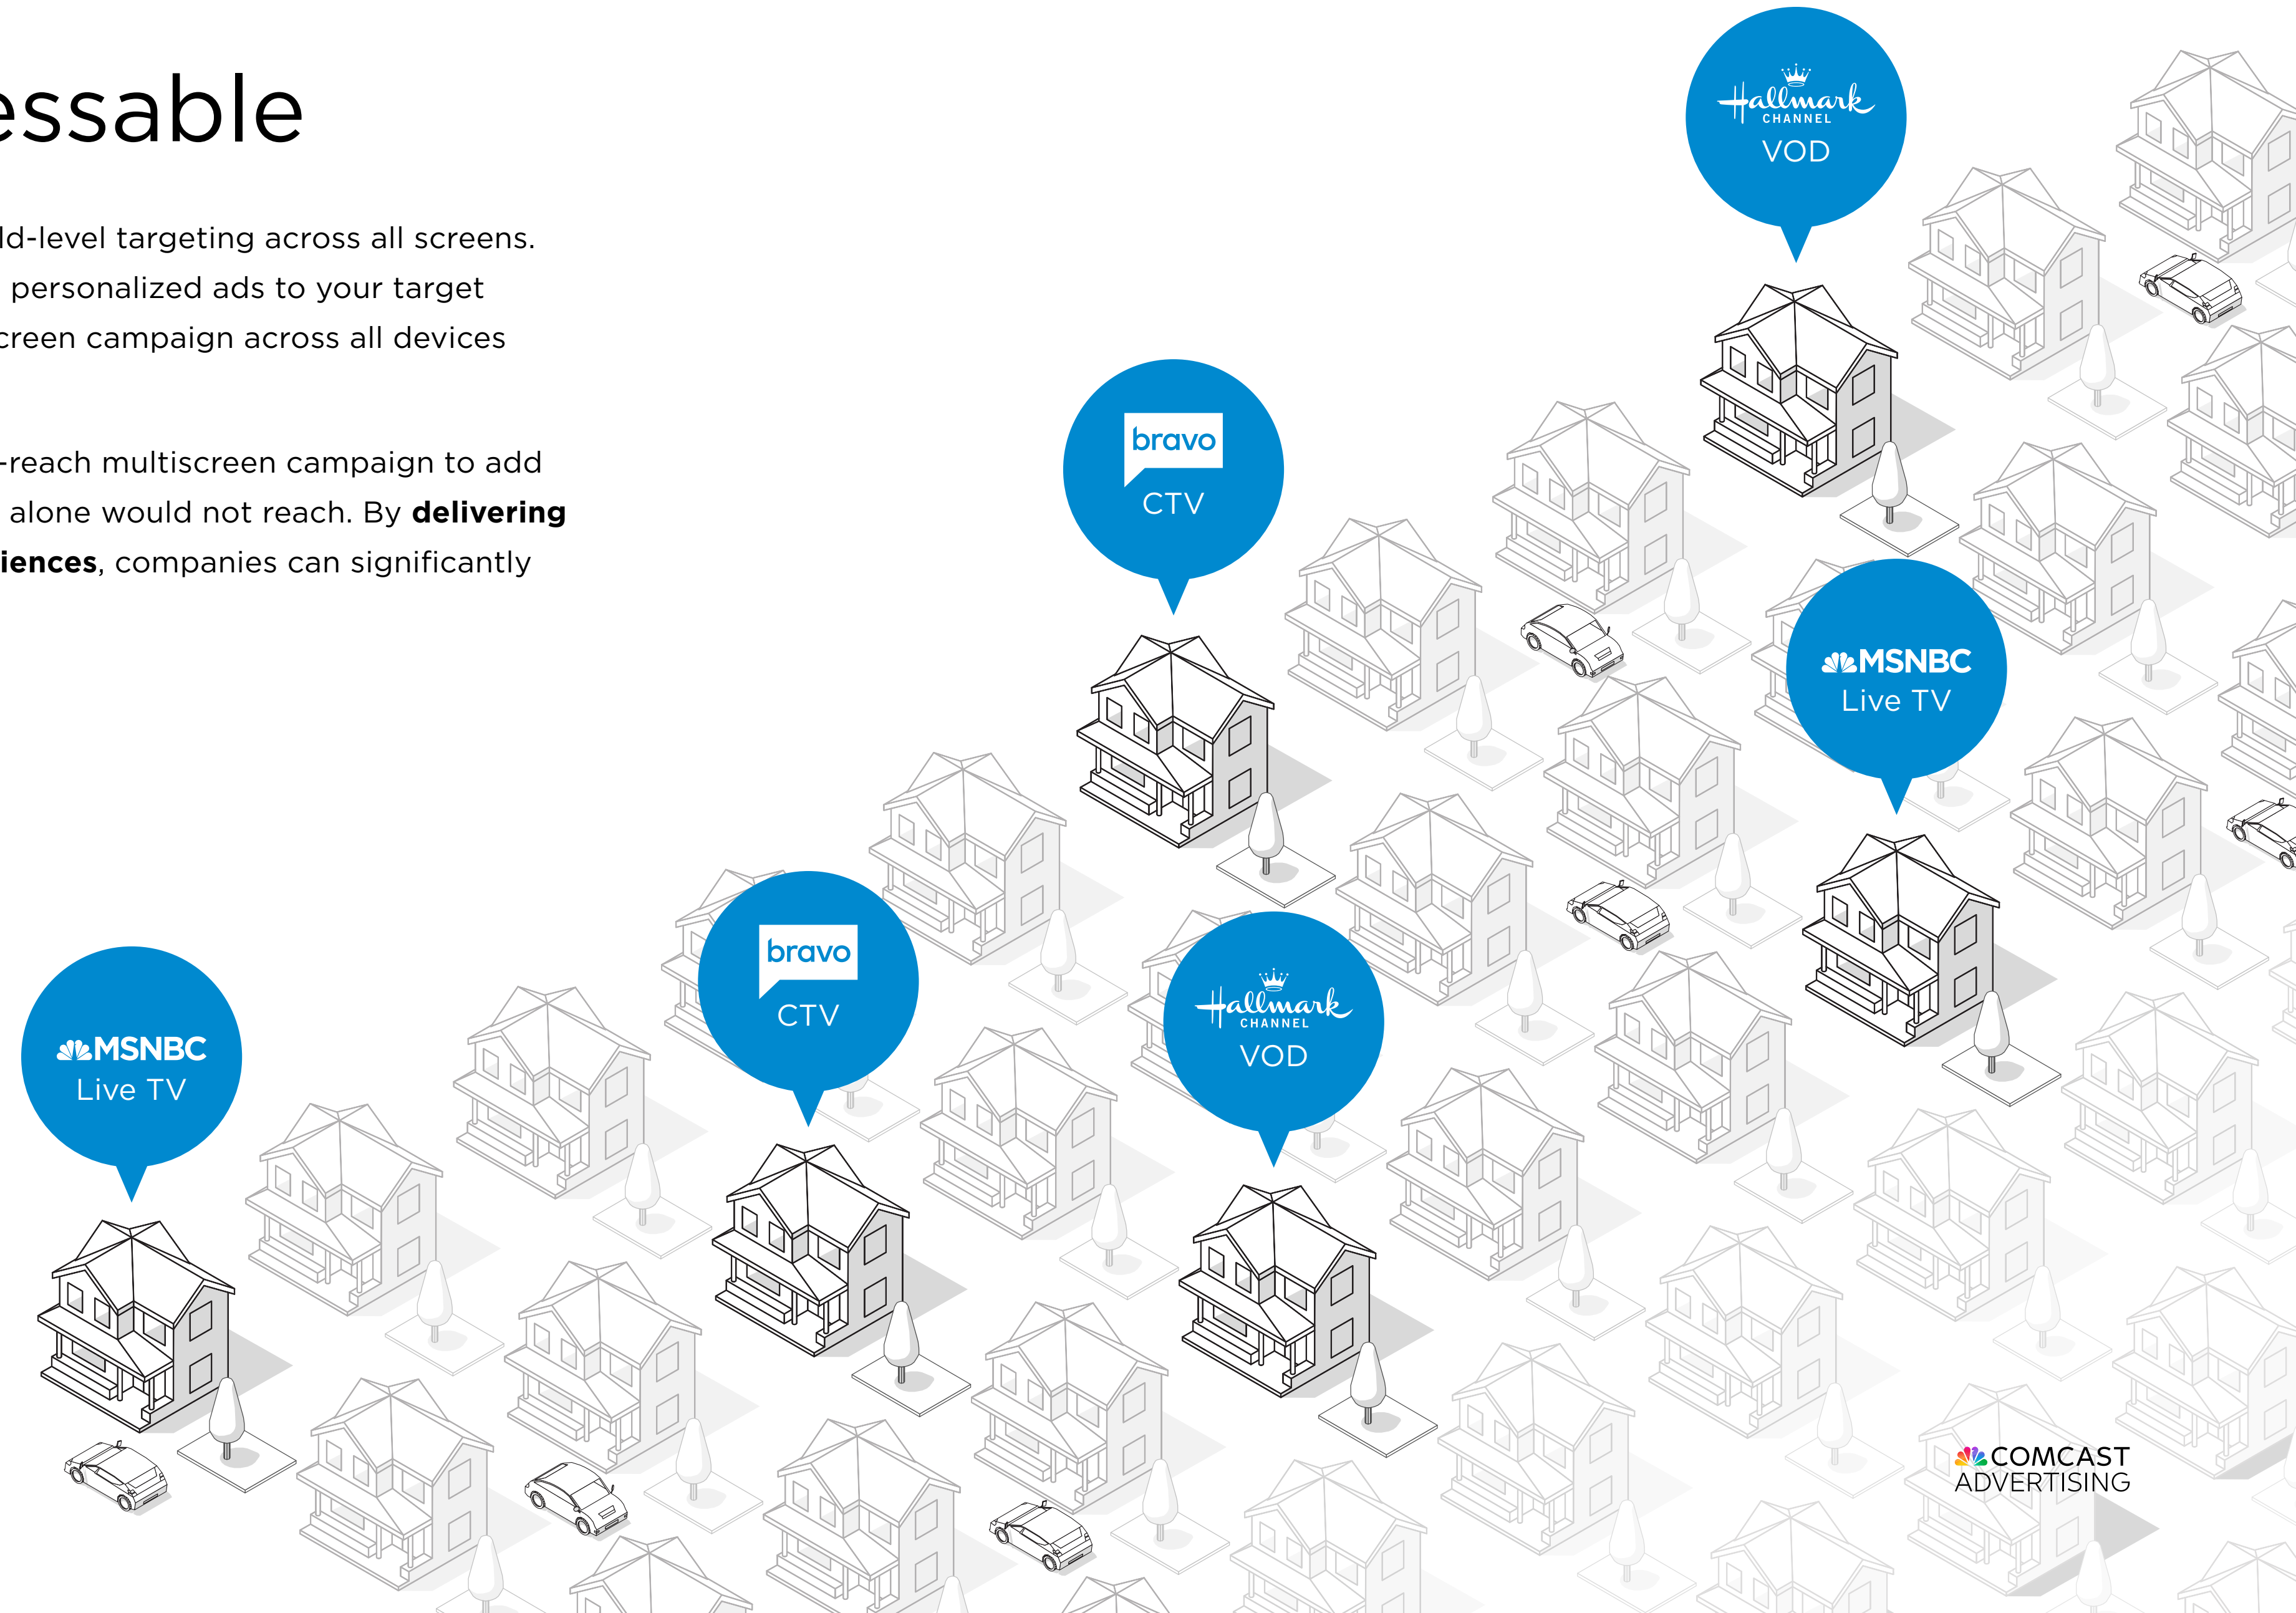 essable
ld-level targeting across all screens.
personalized ads to your target
creen campaign across all devices
-reach multiscreen campaign to add
alone would not reach. By delivering
iences, companies can significantly
Hallmark
CHANNEL
VOD
bravo
CTV
MSNBC
Live TV
bravo
CTV
Hallmark
CHANNEL
VOD
MSNBC
Live TV
COMCAST
ADVERTISING